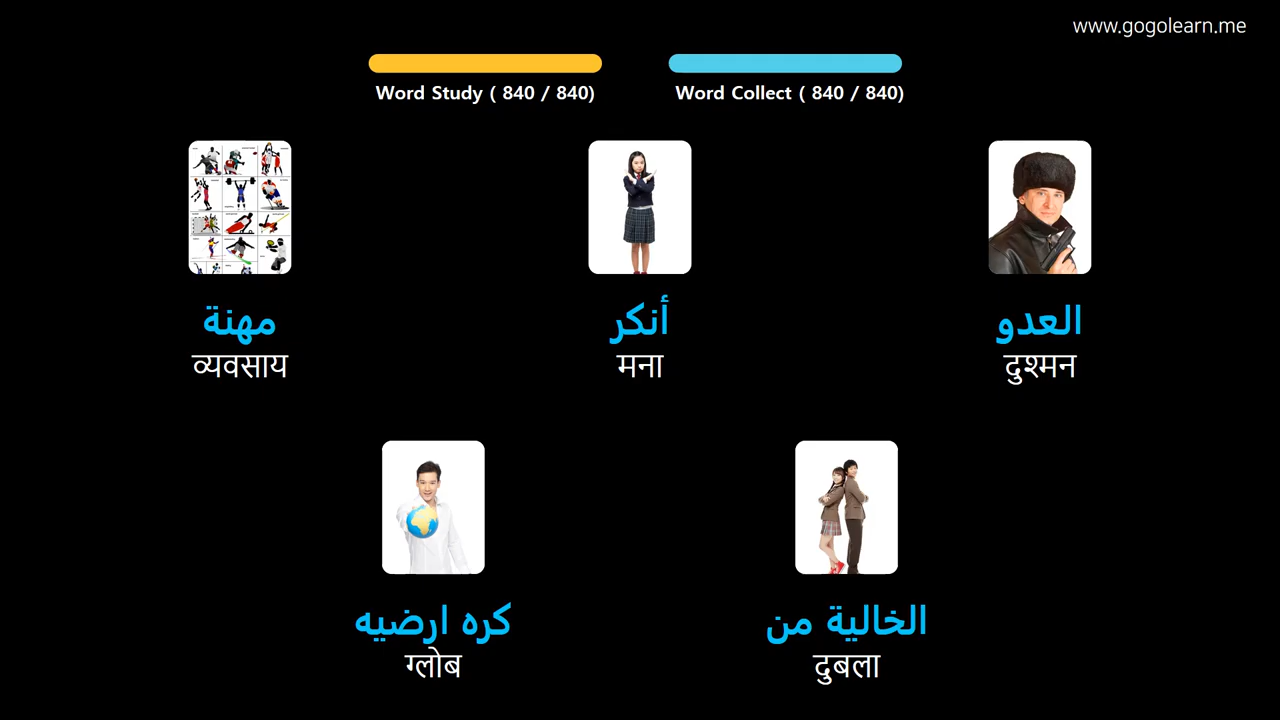 www.gogolearn.me
Word Study ( 840 / 840)
Word Collect ( 840 / 840)
مهنة
व्यवसाय
أنكر
मना
العدو
दुश्मन
كره ارضيه
ग्लोब
الخالية من
दुबला